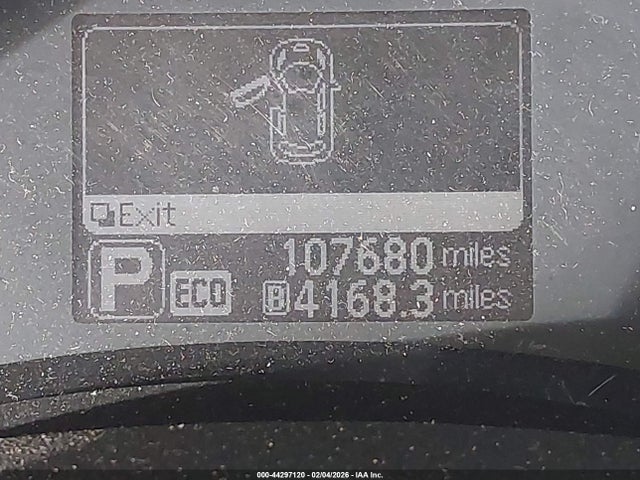 Exit
107680 miles
P
ECO
B 4168.3 miles
000-44297120 - 02/04/2026 - IAA Inc.